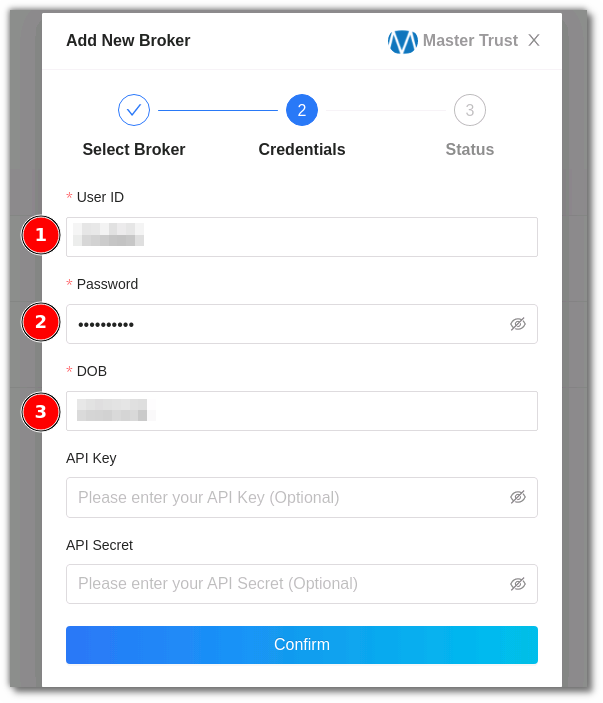 Add New Broker Master Trust
2 3
Select Broker Credentials Status
* User ID
1
* Password
2 ••••••••••
* DOB
3
API Key
Please enter your API Key (Optional)
API Secret
Please enter your API Secret (Optional)
Confirm